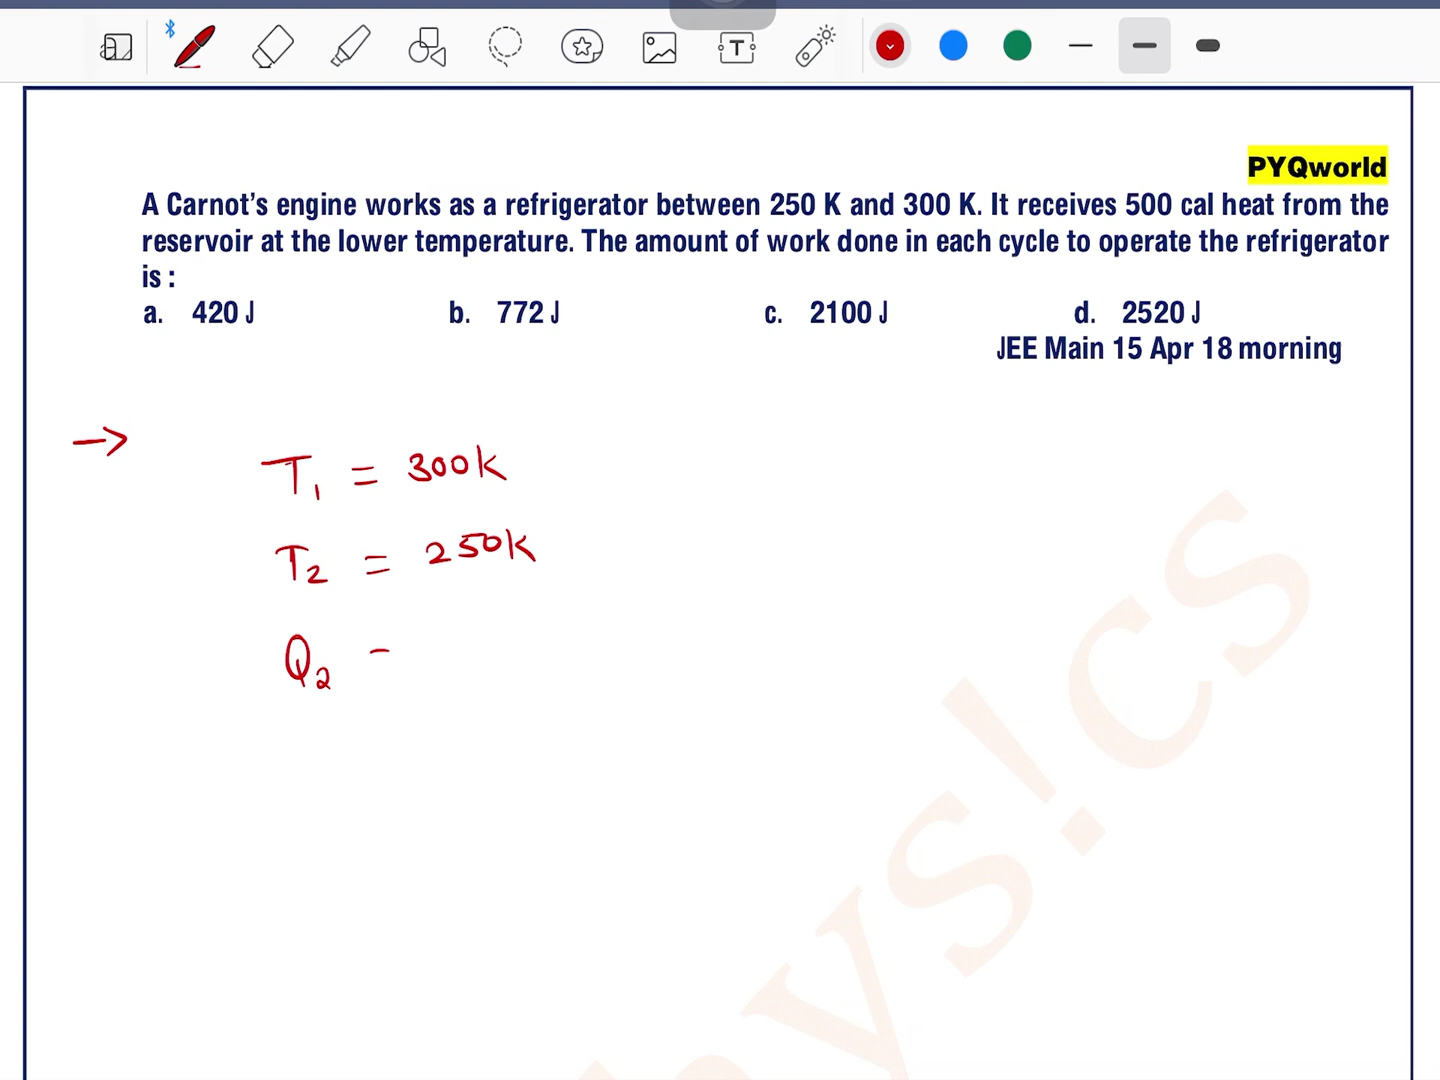 PYQworld
A Carnot's engine works as a refrigerator between 250 K and 300 K. It receives 500 cal heat from the
reservoir at the lower temperature. The amount of work done in each cycle to operate the refrigerator
is :
a. 420 J b. 772 J c. 2100 J d. 2520 J
JEE Main 15 Apr 18 morning
→ T₁ = 300K
T₂ = 250K
Q₂ -
ys!cs